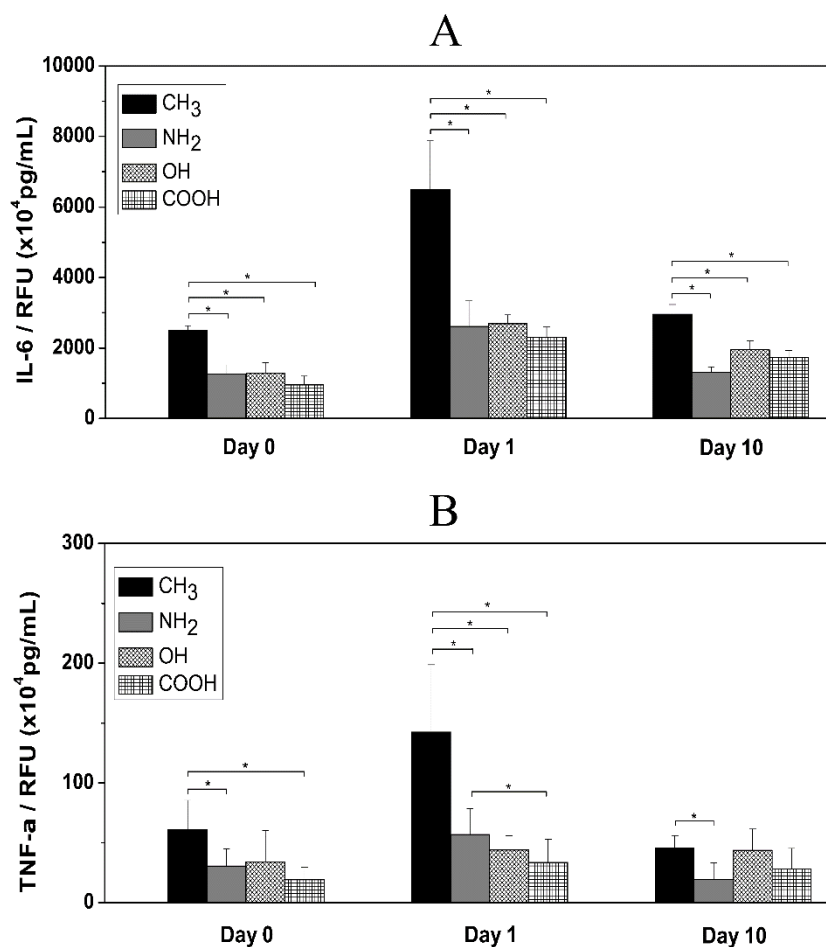 A
IL-6 / RFU (x10⁴pg/mL)
10000
8000
6000
4000
2000
0
CH₃
NH₂
OH
COOH
* * *
* * *
* * *
Day 0 Day 1 Day 10
B
TNF-a / RFU (x10⁴pg/mL)
300
200
100
0
CH₃
NH₂
OH
COOH
* *
* * * *
*
Day 0 Day 1 Day 10